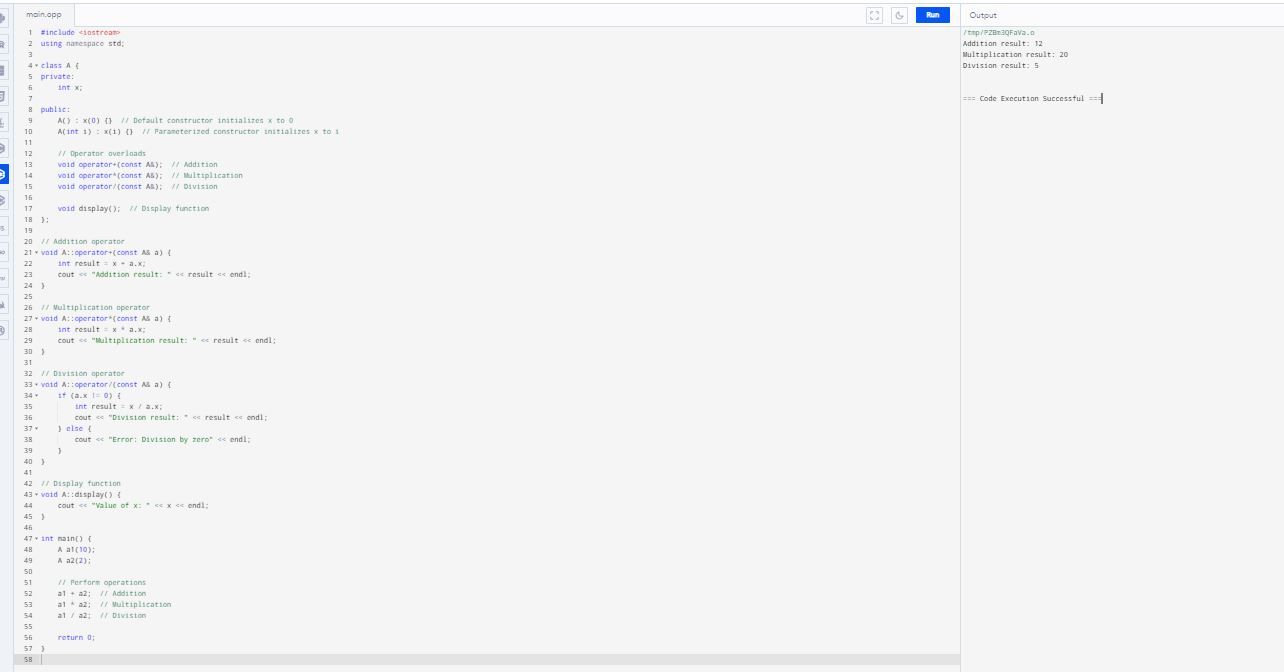 main.cpp
Run
Output
1 #include <iostream>
2 using namespace std;
3
4 class A {
5 private:
6     int x;
7
8 public:
9     A() : x(0) {}  // Default constructor initializes x to 0
10     A(int i) : x(i) {}  // Parameterized constructor initializes x to i
11
12     // Operator overloads
13     void operator+(const A&);  // Addition
14     void operator*(const A&);  // Multiplication
15     void operator/(const A&);  // Division
16
17     void display();  // Display function
18 };
19
20 // Addition operator
21 void A::operator+(const A& a) {
22     int result = x + a.x;
23     cout << "Addition result: " << result << endl;
24 }
25
26 // Multiplication operator
27 void A::operator*(const A& a) {
28     int result = x * a.x;
29     cout << "Multiplication result: " << result << endl;
30 }
31
32 // Division operator
33 void A::operator/(const A& a) {
34     if (a.x != 0) {
35         int result = x / a.x;
36         cout << "Division result: " << result << endl;
37     } else {
38         cout << "Error: Division by zero" << endl;
39     }
40 }
41
42 // Display function
43 void A::display() {
44     cout << "Value of x: " << x << endl;
45 }
46
47 int main() {
48     A a1(10);
49     A a2(2);
50
51     // Perform operations
52     a1 + a2;  // Addition
53     a1 * a2;  // Multiplication
54     a1 / a2;  // Division
55
56     return 0;
57 }
58
/tmp/PZBm3QFaVa.o
Addition result: 12
Multiplication result: 20
Division result: 5
=== Code Execution Successful ===